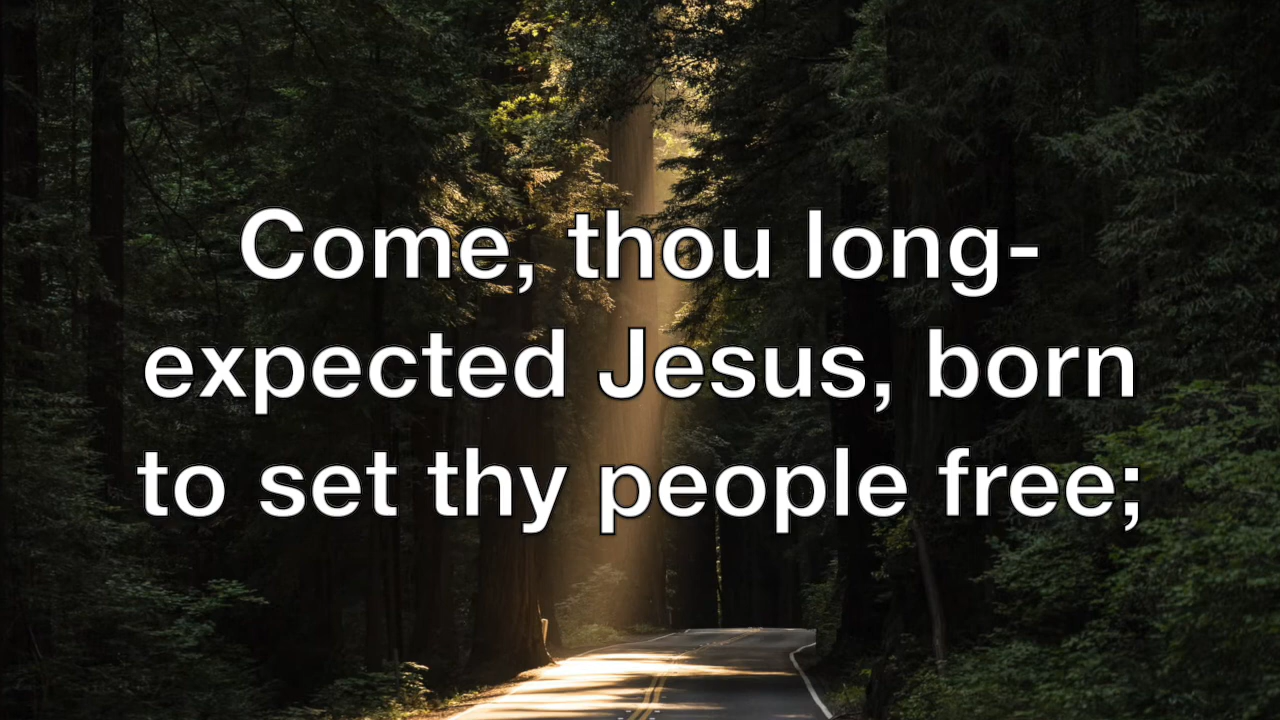 Come, thou long-
expected Jesus, born
to set thy people free;